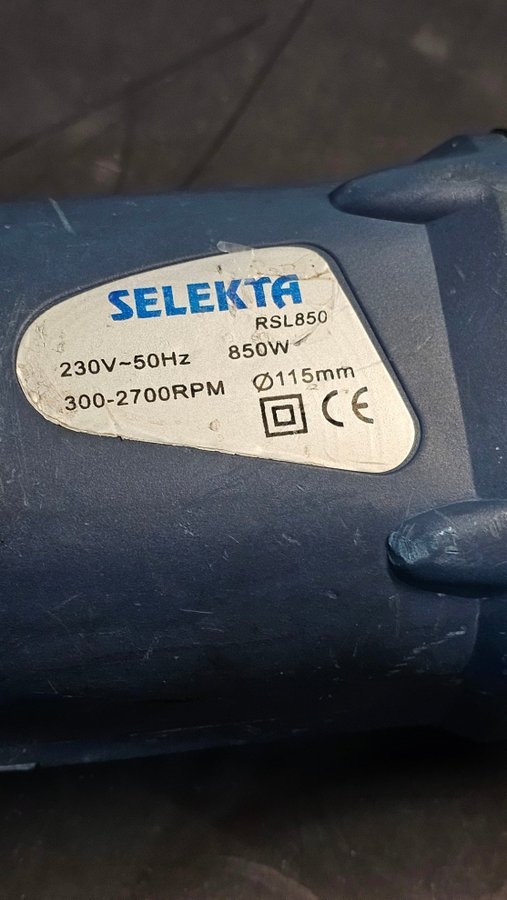 SELEKTA
RSL850
230V~50Hz 850W
300-2700RPM Ø115mm
CE